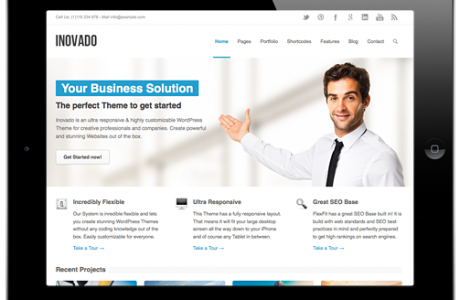 Call Us: (1)118 234 678 - Mail info@example.com
INOVADO
Home Pages Portfolio Shortcodes Features Blog Contact
Your Business Solution
The perfect Theme to get started
Inovado is an ultra responsive & highly customizable WordPress
Theme for creative professionals and companies. Create powerful
and stunning Websites out of the box.
Get Started now!
Incredibly Flexible
Our System is incredible flexible and lets
you create stunning WordPress Themes
without any coding knowledge out of the
box. Easily customizable for everyone.
Take a Tour →
Ultra Responsive
This Theme has a fully responsive layout.
That means it will fit your large desktop
screen all the way down to your iPhone
and of course any Tablet in between.
Take a Tour →
Great SEO Base
FlexFit has a great SEO Base built in! It is
build with web standards and SEO best
practices in mind and perfectly prepared
to get high rankings on search engines.
Take a Tour →
Recent Projects